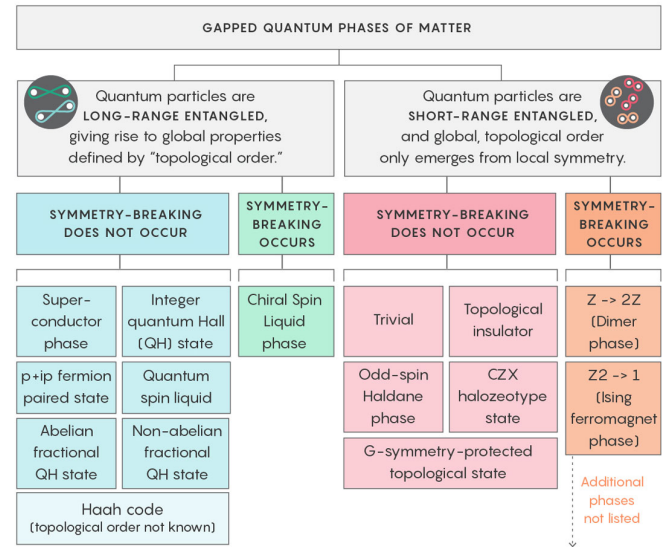 GAPPED QUANTUM PHASES OF MATTER
Quantum particles are
LONG-RANGE ENTANGLED,
giving rise to global properties
defined by “topological order.”
Quantum particles are
SHORT-RANGE ENTANGLED,
and global, topological order
only emerges from local symmetry.
SYMMETRY-BREAKING
DOES NOT OCCUR
SYMMETRY-
BREAKING
OCCURS
SYMMETRY-BREAKING
DOES NOT OCCUR
SYMMETRY-
BREAKING
OCCURS
Super-
conductor
phase
Integer
quantum Hall
(QH) state
Chiral Spin
Liquid
phase
Trivial
Topological
insulator
Z -> 2Z
(Dimer
phase)
p+ip fermion
paired state
Quantum
spin liquid
Odd-spin
Haldane
phase
CZX
halozeotype
state
Z2 -> 1
(Ising
ferromagnet
phase)
Abelian
fractional
QH state
Non-abelian
fractional
QH state
G-symmetry-protected
topological state
Haah code
(topological order not known)
Additional
phases
not listed